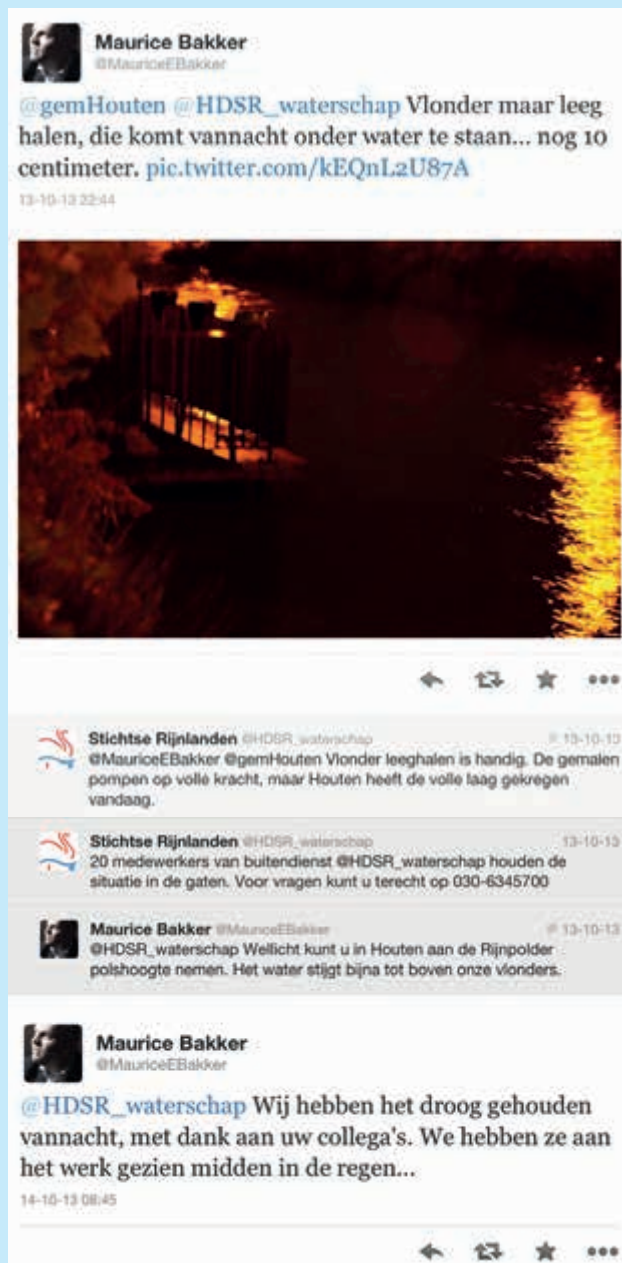 Maurice Bakker
@MauriceEBakker
@gemHouten @HDSR_waterschap Vlonder maar leeg
halen, die komt vannacht onder water te staan... nog 10
centimeter. pic.twitter.com/kEQnL2U87A
13-10-13 22:44
Stichtse Rijnlanden @HDSR_waterschap 13-10-13
@MauriceEBakker @gemHouten Vlonder leeghalen is handig. De gemalen
pompen op volle kracht, maar Houten heeft de volle laag gekregen
vandaag.
Stichtse Rijnlanden @HDSR_waterschap 13-10-13
20 medewerkers van buitendienst @HDSR_waterschap houden de
situatie in de gaten. Voor vragen kunt u terecht op 030-6345700
Maurice Bakker @MauriceEBakker 13-10-13
@HDSR_waterschap Wellicht kunt u in Houten aan de Rijnpolder
polshoogte nemen. Het water stijgt bijna tot boven onze vlonders.
Maurice Bakker
@MauriceEBakker
@HDSR_waterschap Wij hebben het droog gehouden
vannacht, met dank aan uw collega's. We hebben ze aan
het werk gezien midden in de regen...
14-10-13 08:45